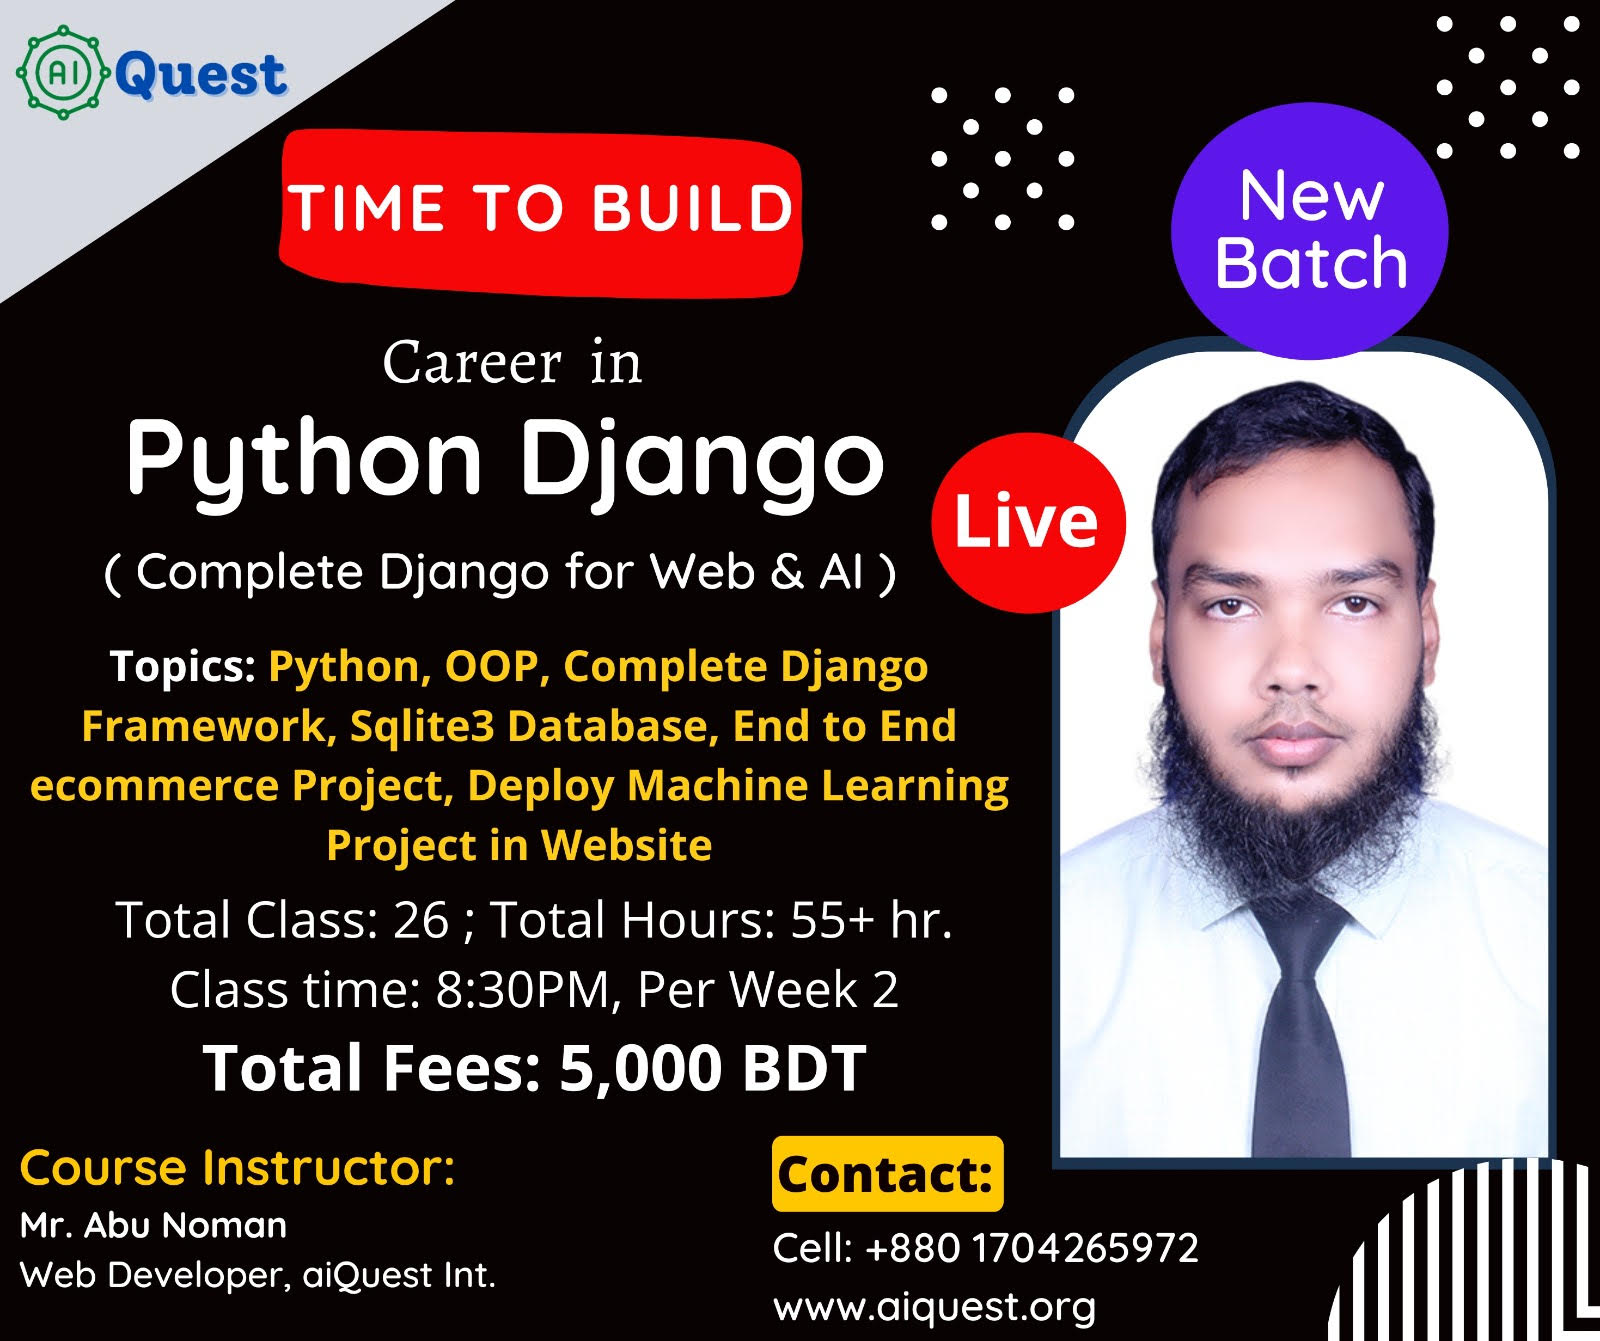 AI Quest
TIME TO BUILD
New
Batch
Career in
Python Django
Live
( Complete Django for Web & AI )
Topics: Python, OOP, Complete Django
Framework, Sqlite3 Database, End to End
ecommerce Project, Deploy Machine Learning
Project in Website
Total Class: 26 ; Total Hours: 55+ hr.
Class time: 8:30PM, Per Week 2
Total Fees: 5,000 BDT
Course Instructor:
Mr. Abu Noman
Web Developer, aiQuest Int.
Contact:
Cell: +880 1704265972
www.aiquest.org